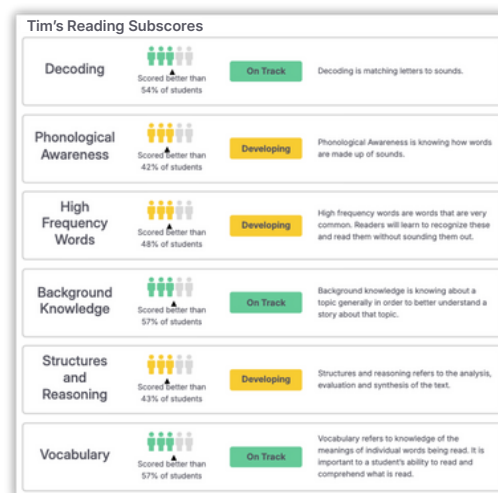 Tim's Reading Subscores
Decoding
Scored better than
54% of students
On Track
Decoding is matching letters to sounds.
Phonological
Awareness
Scored better than
42% of students
Developing
Phonological Awareness is knowing how words
are made up of sounds.
High
Frequency
Words
Scored better than
48% of students
Developing
High frequency words are words that are very
common. Readers will learn to recognize these
and read them without sounding them out.
Background
Knowledge
Scored better than
57% of students
On Track
Background knowledge is knowing about a
topic generally in order to better understand a
story about that topic.
Structures
and
Reasoning
Scored better than
43% of students
Developing
Structures and reasoning refers to the analysis,
evaluation and synthesis of the text.
Vocabulary
Scored better than
57% of students
On Track
Vocabulary refers to knowledge of the
meanings of individual words being read. It is
important to a student's ability to read and
comprehend what is read.